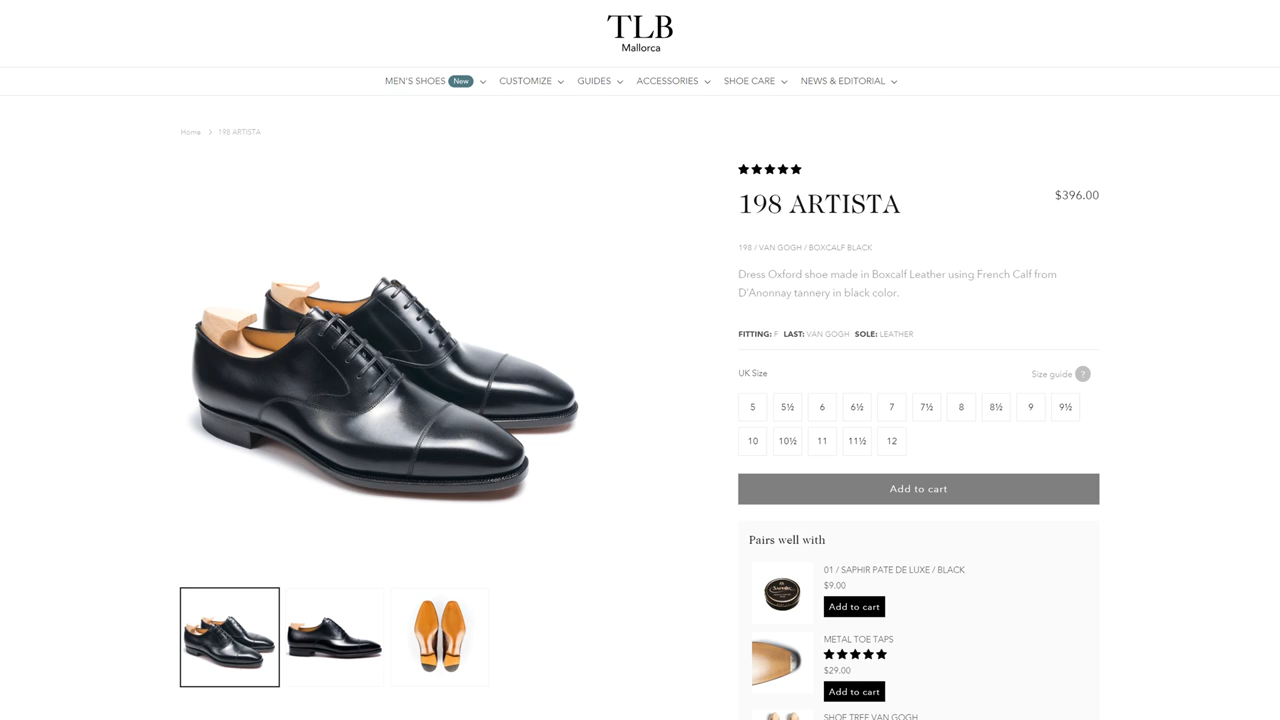 TLB
Mallorca
MEN'S SHOES New CUSTOMIZE GUIDES ACCESSORIES SHOE CARE NEWS & EDITORIAL
Home > 198 ARTISTA
198 ARTISTA
$396.00
198 / VAN GOGH / BOXCALF BLACK
Dress Oxford shoe made in Boxcalf Leather using French Calf from
D'Anonnay tannery in black color.
FITTING: F LAST: VAN GOGH SOLE: LEATHER
UK Size
Size guide ?
5 5½ 6 6½ 7 7½ 8 8½ 9 9½
10 10½ 11 11½ 12
Add to cart
Pairs well with
01 / SAPHIR PATE DE LUXE / BLACK
$9.00
Add to cart
METAL TOE TAPS
$29.00
Add to cart
SHOE TREE VAN GOGH